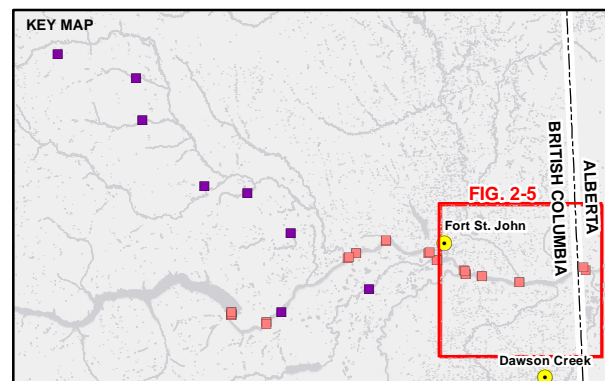 KEY MAP
BRITISH COLUMBIA
ALBERTA
FIG. 2-5
Fort St. John
Dawson Creek